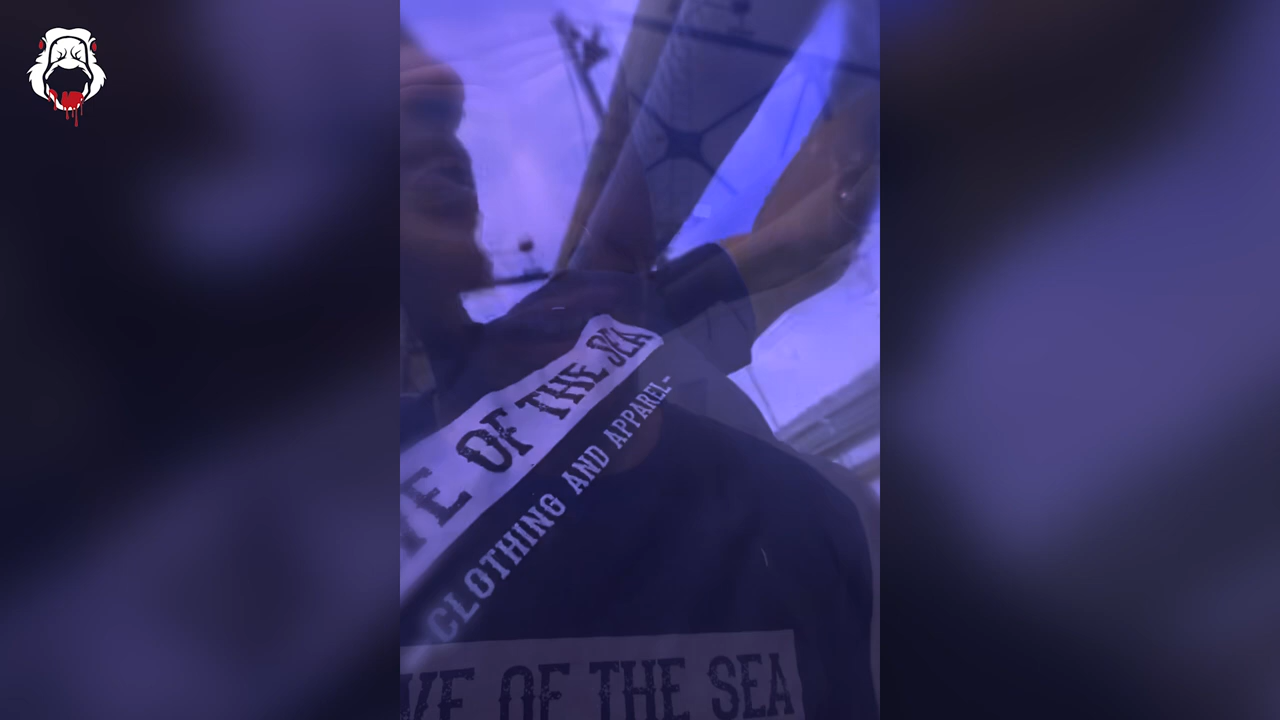 OF THE SEA
CLOTHING AND APPAREL-
OF THE SEA